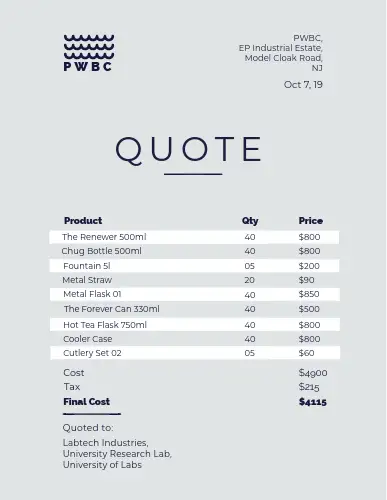 PWBC
PWBC,
EP Industrial Estate,
Model Cloak Road,
NJ
Oct 7, 19
QUOTE
Product Qty Price
The Renewer 500ml 40 $800
Chug Bottle 500ml 40 $800
Fountain 5l 05 $200
Metal Straw 20 $90
Metal Flask 01 40 $850
The Forever Can 330ml 40 $500
Hot Tea Flask 750ml 40 $800
Cooler Case 40 $800
Cutlery Set 02 05 $60
Cost $4900
Tax $215
Final Cost $4115
Quoted to:
Labtech Industries,
University Research Lab,
University of Labs